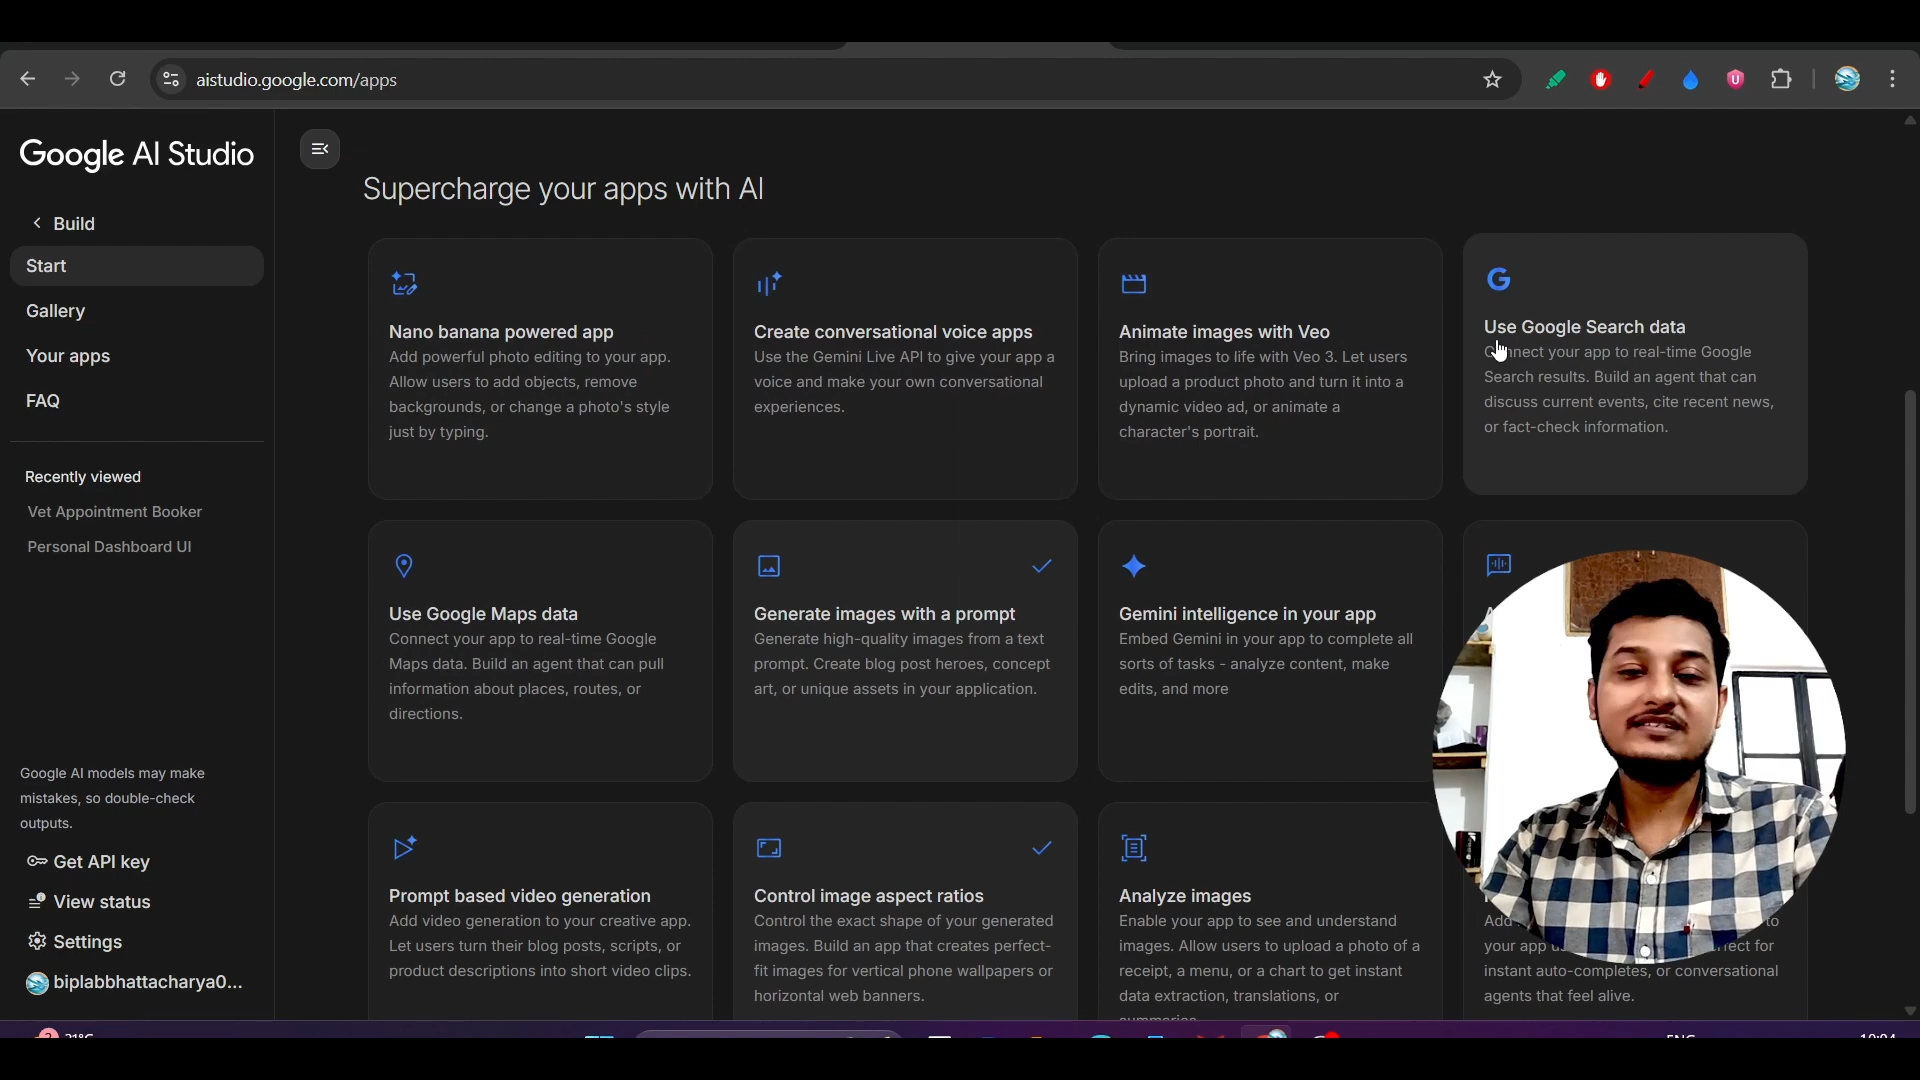 aistudio.google.com/apps
Google AI Studio
Build
Start
Gallery
Your apps
FAQ
Recently viewed
Vet Appointment Booker
Personal Dashboard UI
Google AI models may make
mistakes, so double-check
outputs.
Get API key
View status
Settings
biplabbhattacharya0...
Supercharge your apps with AI
Nano banana powered app
Add powerful photo editing to your app.
Allow users to add objects, remove
backgrounds, or change a photo's style
just by typing.
Create conversational voice apps
Use the Gemini Live API to give your app a
voice and make your own conversational
experiences.
Animate images with Veo
Bring images to life with Veo 3. Let users
upload a product photo and turn it into a
dynamic video ad, or animate a
character's portrait.
Use Google Search data
Connect your app to real-time Google
Search results. Build an agent that can
discuss current events, cite recent news,
or fact-check information.
Use Google Maps data
Connect your app to real-time Google
Maps data. Build an agent that can pull
information about places, routes, or
directions.
Generate images with a prompt
Generate high-quality images from a text
prompt. Create blog post heroes, concept
art, or unique assets in your application.
Gemini intelligence in your app
Embed Gemini in your app to complete all
sorts of tasks - analyze content, make
edits, and more
Prompt based video generation
Add video generation to your creative app.
Let users turn their blog posts, scripts, or
product descriptions into short video clips.
Control image aspect ratios
Control the exact shape of your generated
images. Build an app that creates perfect-
fit images for vertical phone wallpapers or
horizontal web banners.
Analyze images
Enable your app to see and understand
images. Allow users to upload a photo of a
receipt, a menu, or a chart to get instant
data extraction, translations, or
summaries.
Add to
your app
instant auto-completes, or conversational
agents that feel alive.